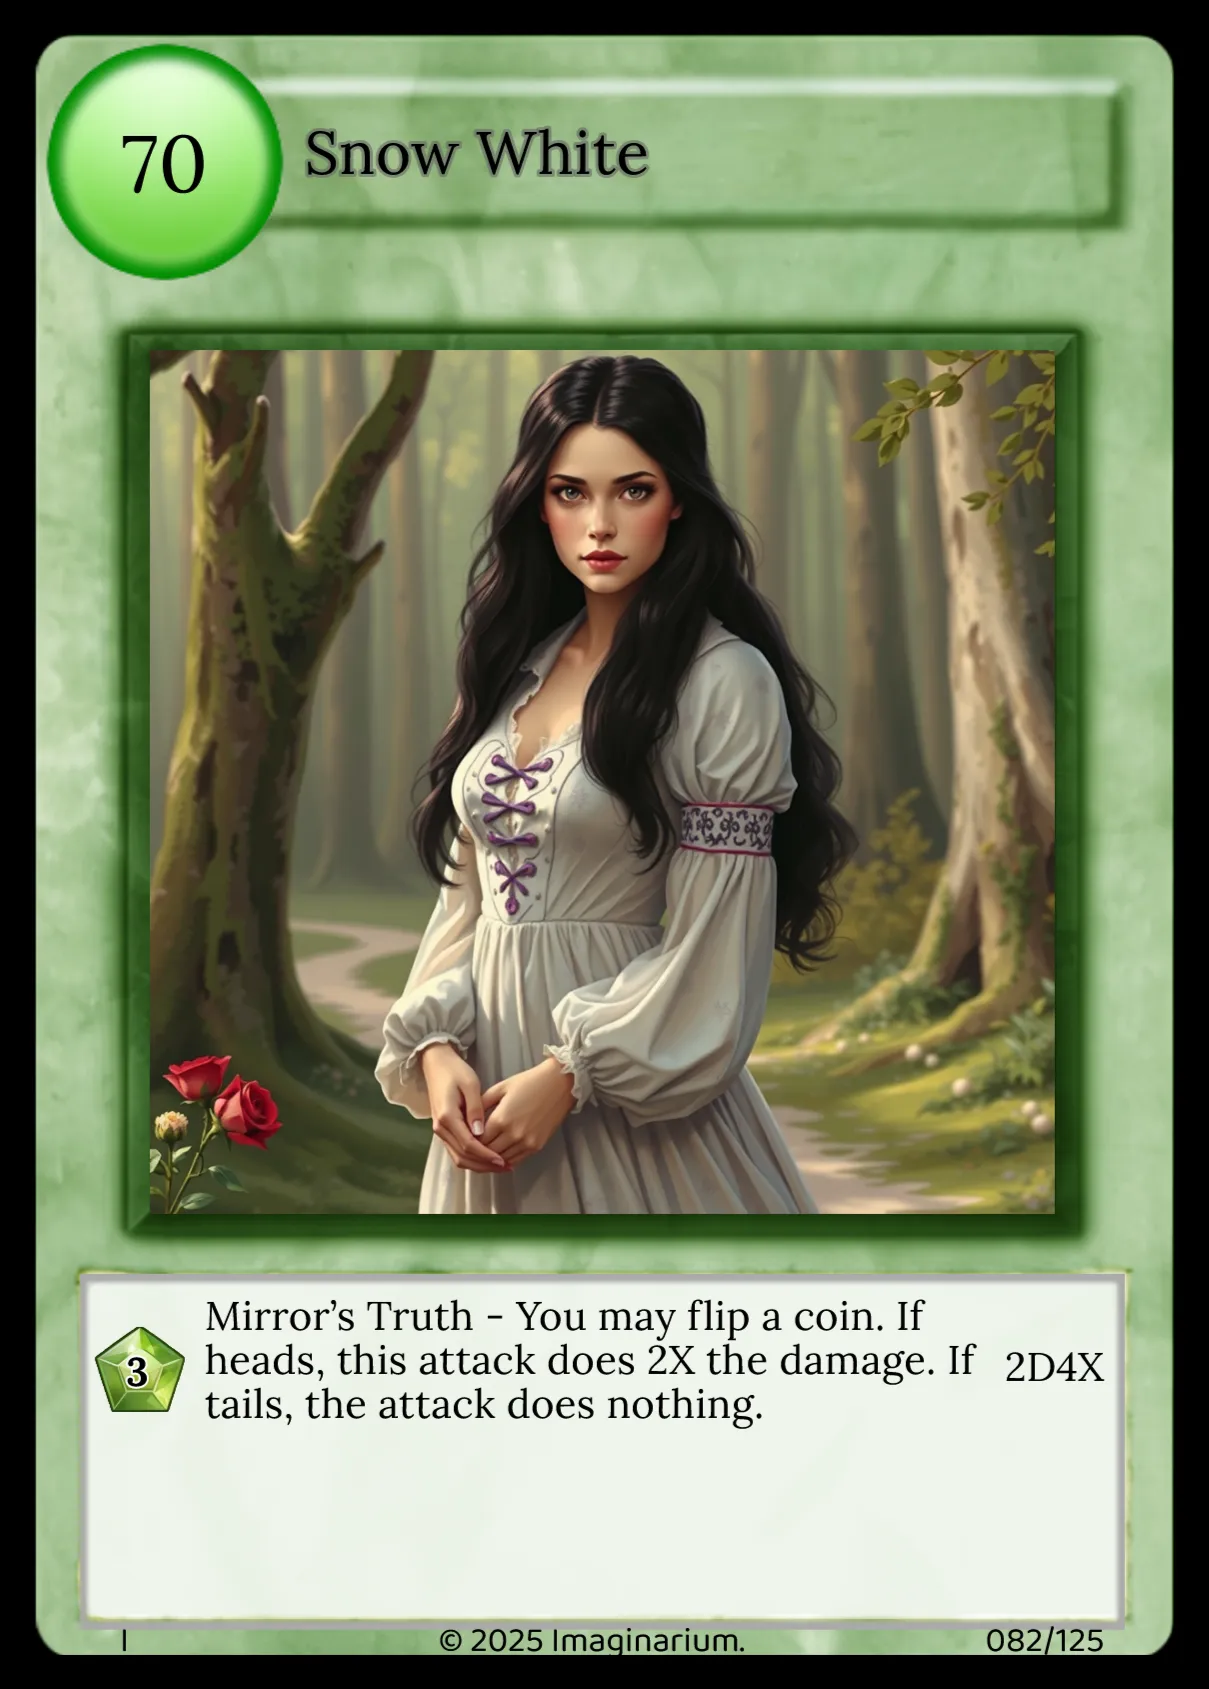 70
Snow White
Mirror’s Truth - You may flip a coin. If
heads, this attack does 2X the damage. If
tails, the attack does nothing.
3
2D4X
I
© 2025 Imaginarium.
082/125